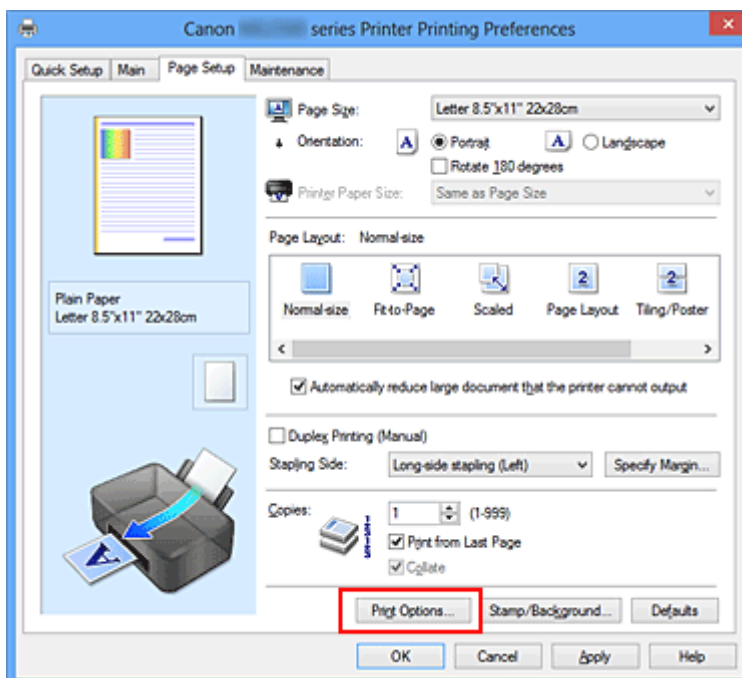 Canon series Printer Printing Preferences
Quick Setup Main Page Setup Maintenance
Page Size: Letter 8.5"x11" 22x28cm
Orientation: A Portrait A Landscape
Rotate 180 degrees
Printer Paper Size: Same as Page Size
Page Layout: Normal-size
2 2
Normal-size Fit-to-Page Scaled Page Layout Tiling/Poster
Automatically reduce large document that the printer cannot output
Plain Paper
Letter 8.5"x11" 22x28cm
Duplex Printing (Manual)
Stapling Side: Long-side stapling (Left) Specify Margin...
Copies: 1 (1-999)
Print from Last Page
Collate
A
Print Options... Stamp/Background... Defaults
OK Cancel Apply Help